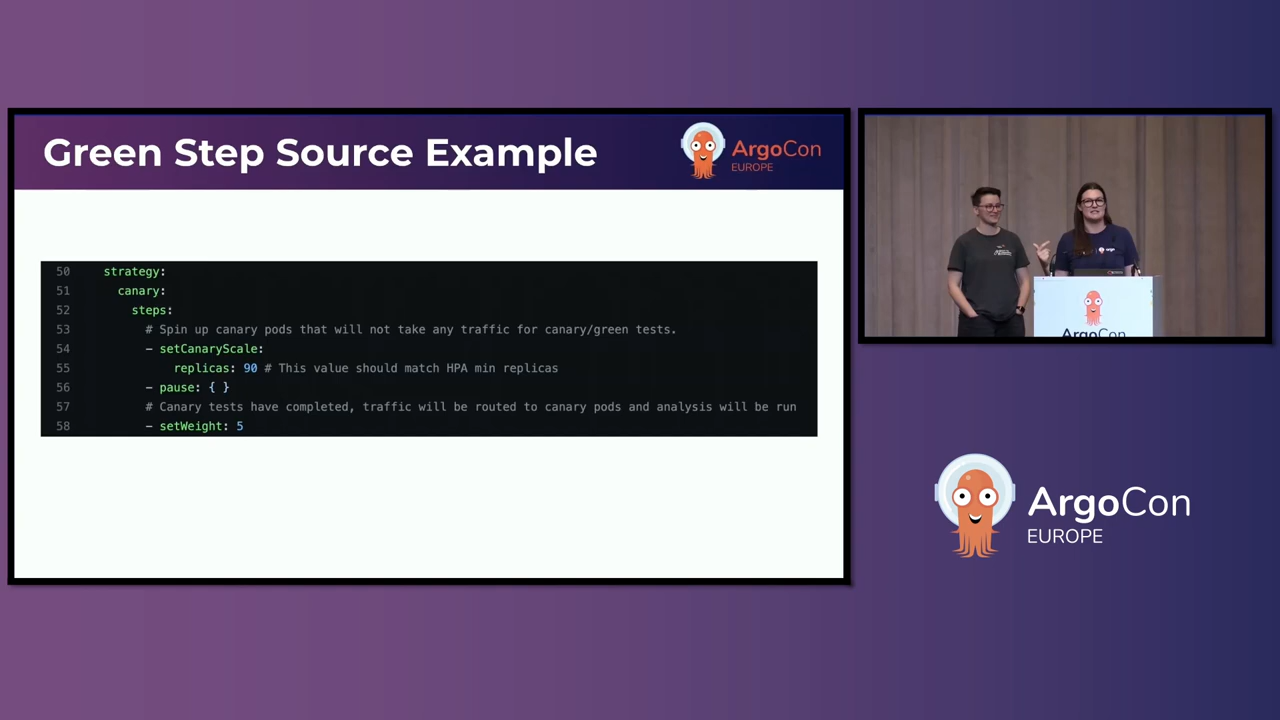 Green Step Source Example
ArgoCon
EUROPE
50 strategy:
51 canary:
52 steps:
53 # Spin up canary pods that will not take any traffic for canary/green tests.
54 - setCanaryScale:
55 replicas: 90 # This value should match HPA min replicas
56 - pause: { }
57 # Canary tests have completed, traffic will be routed to canary pods and analysis will be run
58 - setWeight: 5
argo
ArgoCon
ArgoCon
EUROPE